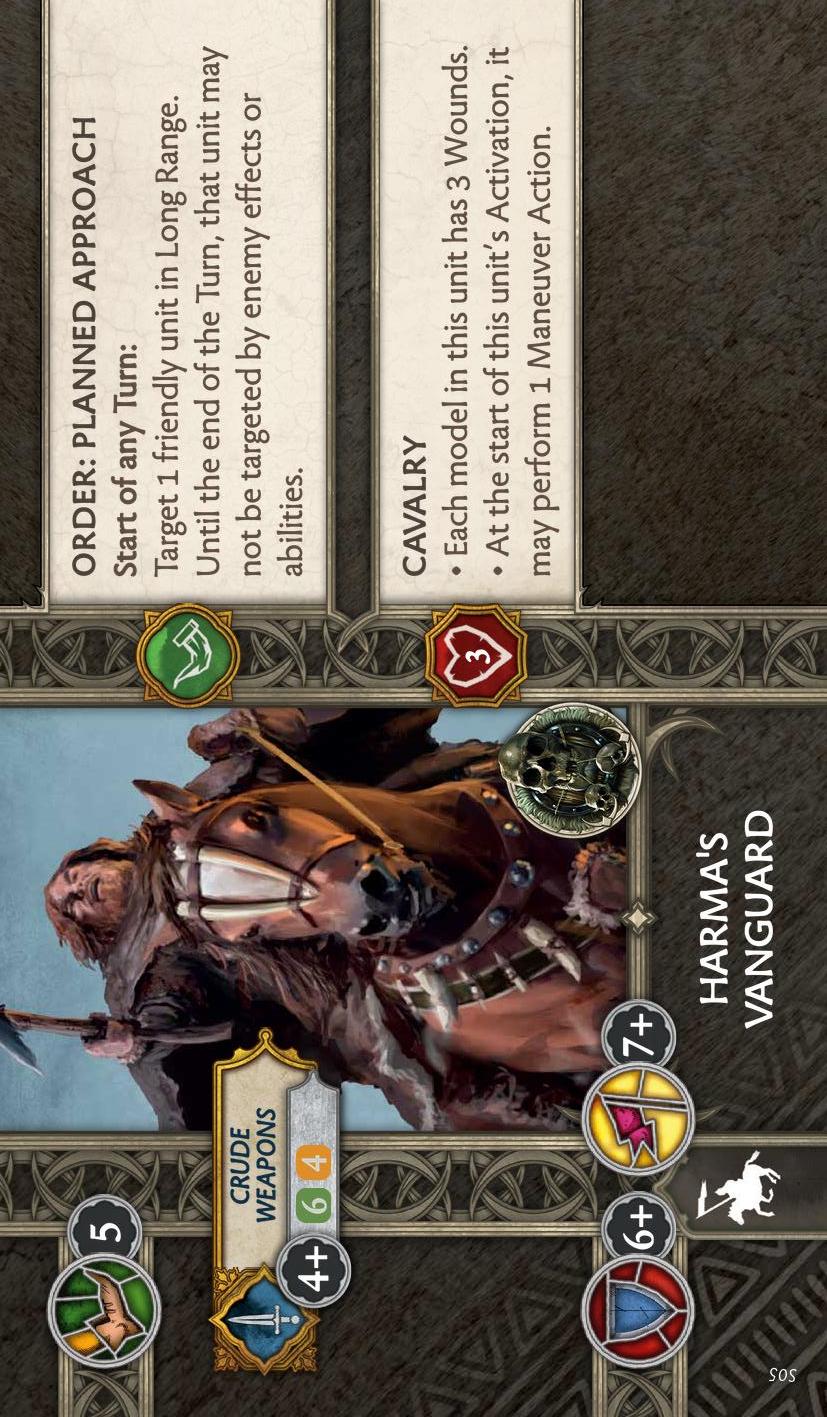 5
CRUDE
WEAPONS
4+
6 4
6+
7+
HARMA'S
VANGUARD
SOS
ORDER: PLANNED APPROACH
Start of any Turn:
Target 1 friendly unit in Long Range.
Until the end of the Turn, that unit may
not be targeted by enemy effects or
abilities.
3
CAVALRY
• Each model in this unit has 3 Wounds.
• At the start of this unit's Activation, it
may perform 1 Maneuver Action.